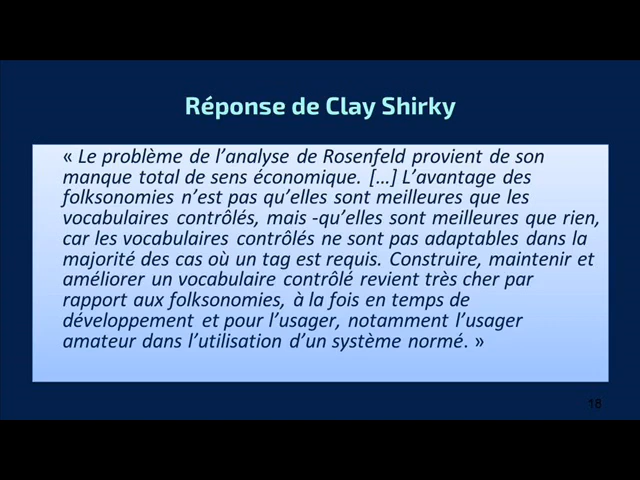 Réponse de Clay Shirky
« Le problème de l’analyse de Rosenfeld provient de son
manque total de sens économique. […] L’avantage des
folksonomies n’est pas qu’elles sont meilleures que les
vocabulaires contrôlés, mais -qu’elles sont meilleures que rien,
car les vocabulaires contrôlés ne sont pas adaptables dans la
majorité des cas où un tag est requis. Construire, maintenir et
améliorer un vocabulaire contrôlé revient très cher par
rapport aux folksonomies, à la fois en temps de
développement et pour l’usager, notamment l’usager
amateur dans l’utilisation d’un système normé. »
18